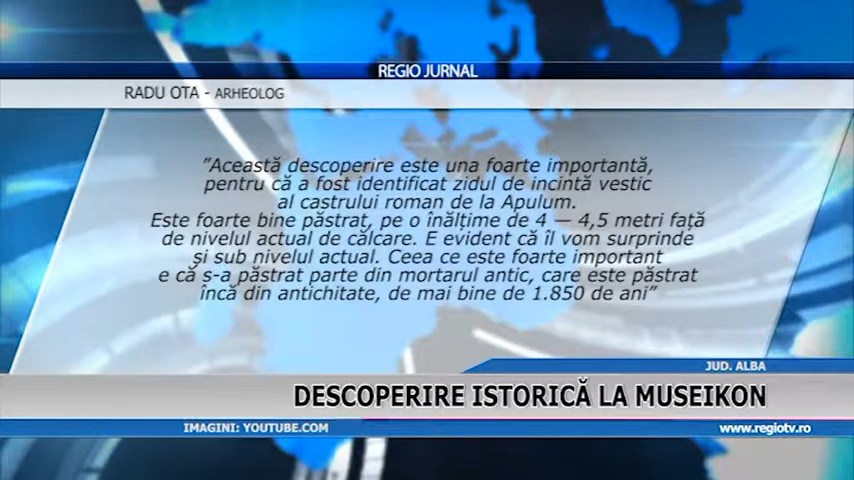 REGIO JURNAL
RADU OTA - ARHEOLOG
”Această descoperire este una foarte importantă,
pentru că a fost identificat zidul de incintă vestic
al castrului roman de la Apulum.
Este foarte bine păstrat, pe o înălțime de 4 — 4,5 metri față
de nivelul actual de călcare. E evident că îl vom surprinde
și sub nivelul actual. Ceea ce este foarte important
e că s-a păstrat parte din mortarul antic, care este păstrat
încă din antichitate, de mai bine de 1.850 de ani”
JUD. ALBA
DESCOPERIRE ISTORICĂ LA MUSEIKON
IMAGINI: YOUTUBE.COM
www.regiotv.ro